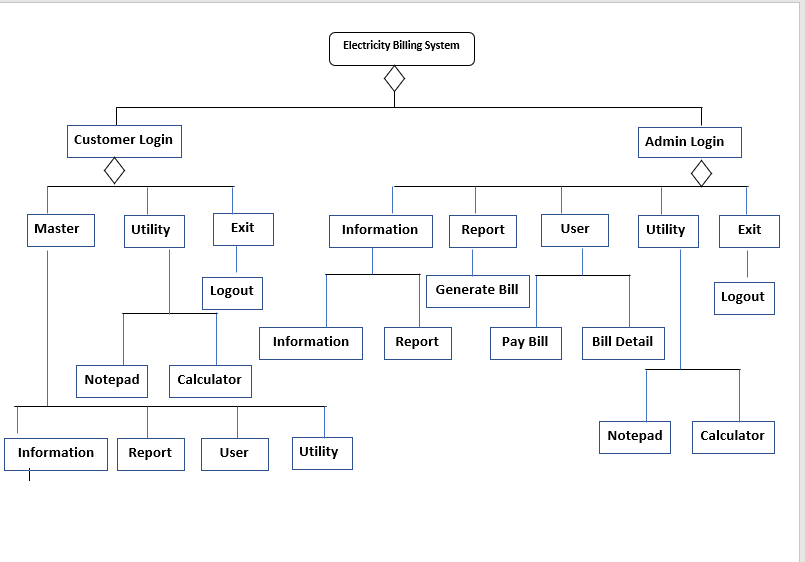 Electricity Billing System
Customer Login
Admin Login
Master
Utility
Exit
Information
Report
User
Utility
Exit
Logout
Generate Bill
Logout
Information
Report
Pay Bill
Bill Detail
Notepad
Calculator
Notepad
Calculator
Information
Report
User
Utility